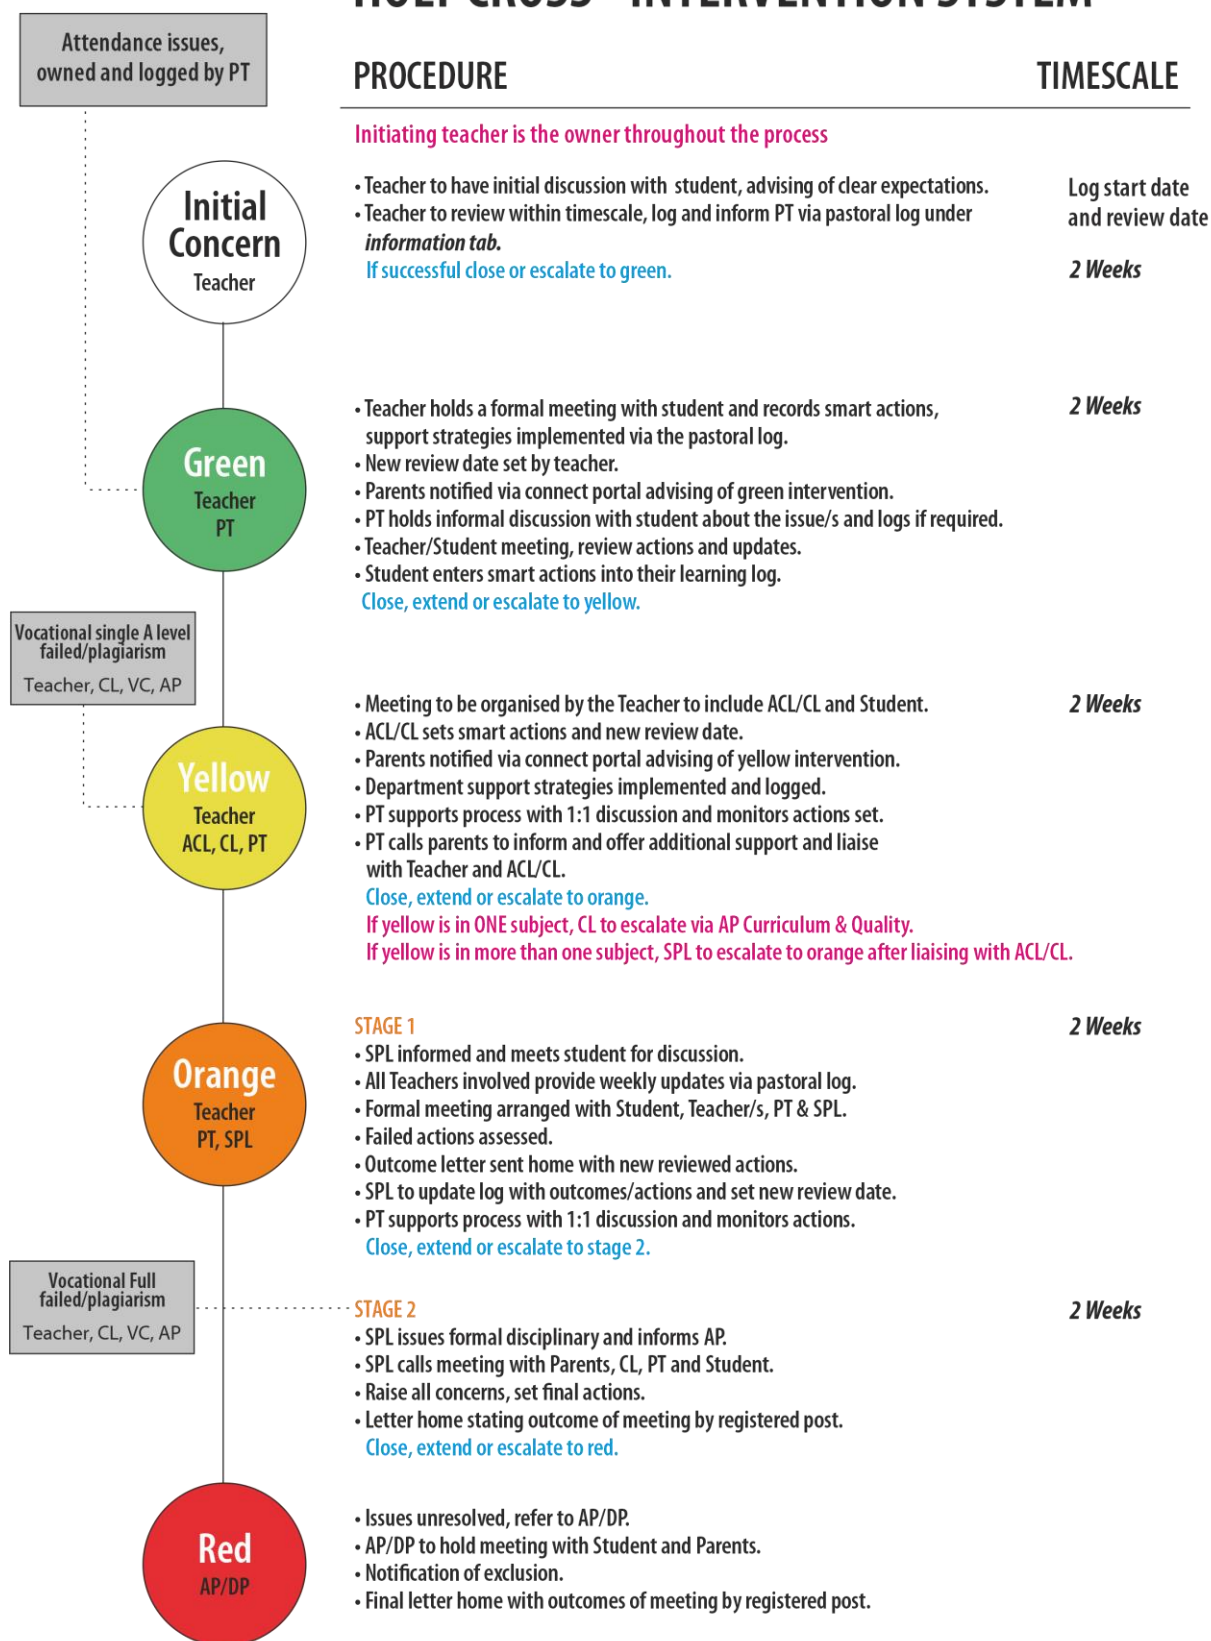 HOLY CROSS - INTERVENTION SYSTEM
Attendance issues,
owned and logged by PT
PROCEDURE
TIMESCALE
Initiating teacher is the owner throughout the process
Initial
Concern
Teacher
• Teacher to have initial discussion with student, advising of clear expectations.
• Teacher to review within timescale, log and inform PT via pastoral log under
information tab.
If successful close or escalate to green.
Log start date
and review date
2 Weeks
Green
Teacher
PT
• Teacher holds a formal meeting with student and records smart actions,
support strategies implemented via the pastoral log.
• New review date set by teacher.
• Parents notified via connect portal advising of green intervention.
• PT holds informal discussion with student about the issue/s and logs if required.
• Teacher/Student meeting, review actions and updates.
• Student enters smart actions into their learning log.
Close, extend or escalate to yellow.
2 Weeks
Vocational single A level
failed/plagiarism
Teacher, CL, VC, AP
Yellow
Teacher
ACL, CL, PT
• Meeting to be organised by the Teacher to include ACL/CL and Student.
• ACL/CL sets smart actions and new review date.
• Parents notified via connect portal advising of yellow intervention.
• Department support strategies implemented and logged.
• PT supports process with 1:1 discussion and monitors actions set.
• PT calls parents to inform and offer additional support and liaise
with Teacher and ACL/CL.
Close, extend or escalate to orange.
If yellow is in ONE subject, CL to escalate via AP Curriculum & Quality.
If yellow is in more than one subject, SPL to escalate to orange after liaising with ACL/CL.
2 Weeks
Orange
Teacher
PT, SPL
STAGE 1
• SPL informed and meets student for discussion.
• All Teachers involved provide weekly updates via pastoral log.
• Formal meeting arranged with Student, Teacher/s, PT & SPL.
• Failed actions assessed.
• Outcome letter sent home with new reviewed actions.
• SPL to update log with outcomes/actions and set new review date.
• PT supports process with 1:1 discussion and monitors actions.
Close, extend or escalate to stage 2.
2 Weeks
Vocational Full
failed/plagiarism
Teacher, CL, VC, AP
STAGE 2
• SPL issues formal disciplinary and informs AP.
• SPL calls meeting with Parents, CL, PT and Student.
• Raise all concerns, set final actions.
• Letter home stating outcome of meeting by registered post.
Close, extend or escalate to red.
2 Weeks
Red
AP/DP
• Issues unresolved, refer to AP/DP.
• AP/DP to hold meeting with Student and Parents.
• Notification of exclusion.
• Final letter home with outcomes of meeting by registered post.